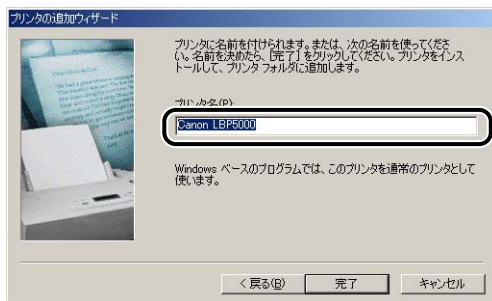 プリンタの追加ウィザード
プリンタに名前を付けられます。または、次の名前を使ってくださ
い。名前を決めたら、[完了] をクリックしてください。プリンタをインス
トールして、プリンタ フォルダに追加します。
プリンタ名(P):
Canon LBP5000
Windows ベースのプログラムでは、このプリンタを通常のプリンタとして
使います。
< 戻る(B)
完了
キャンセル